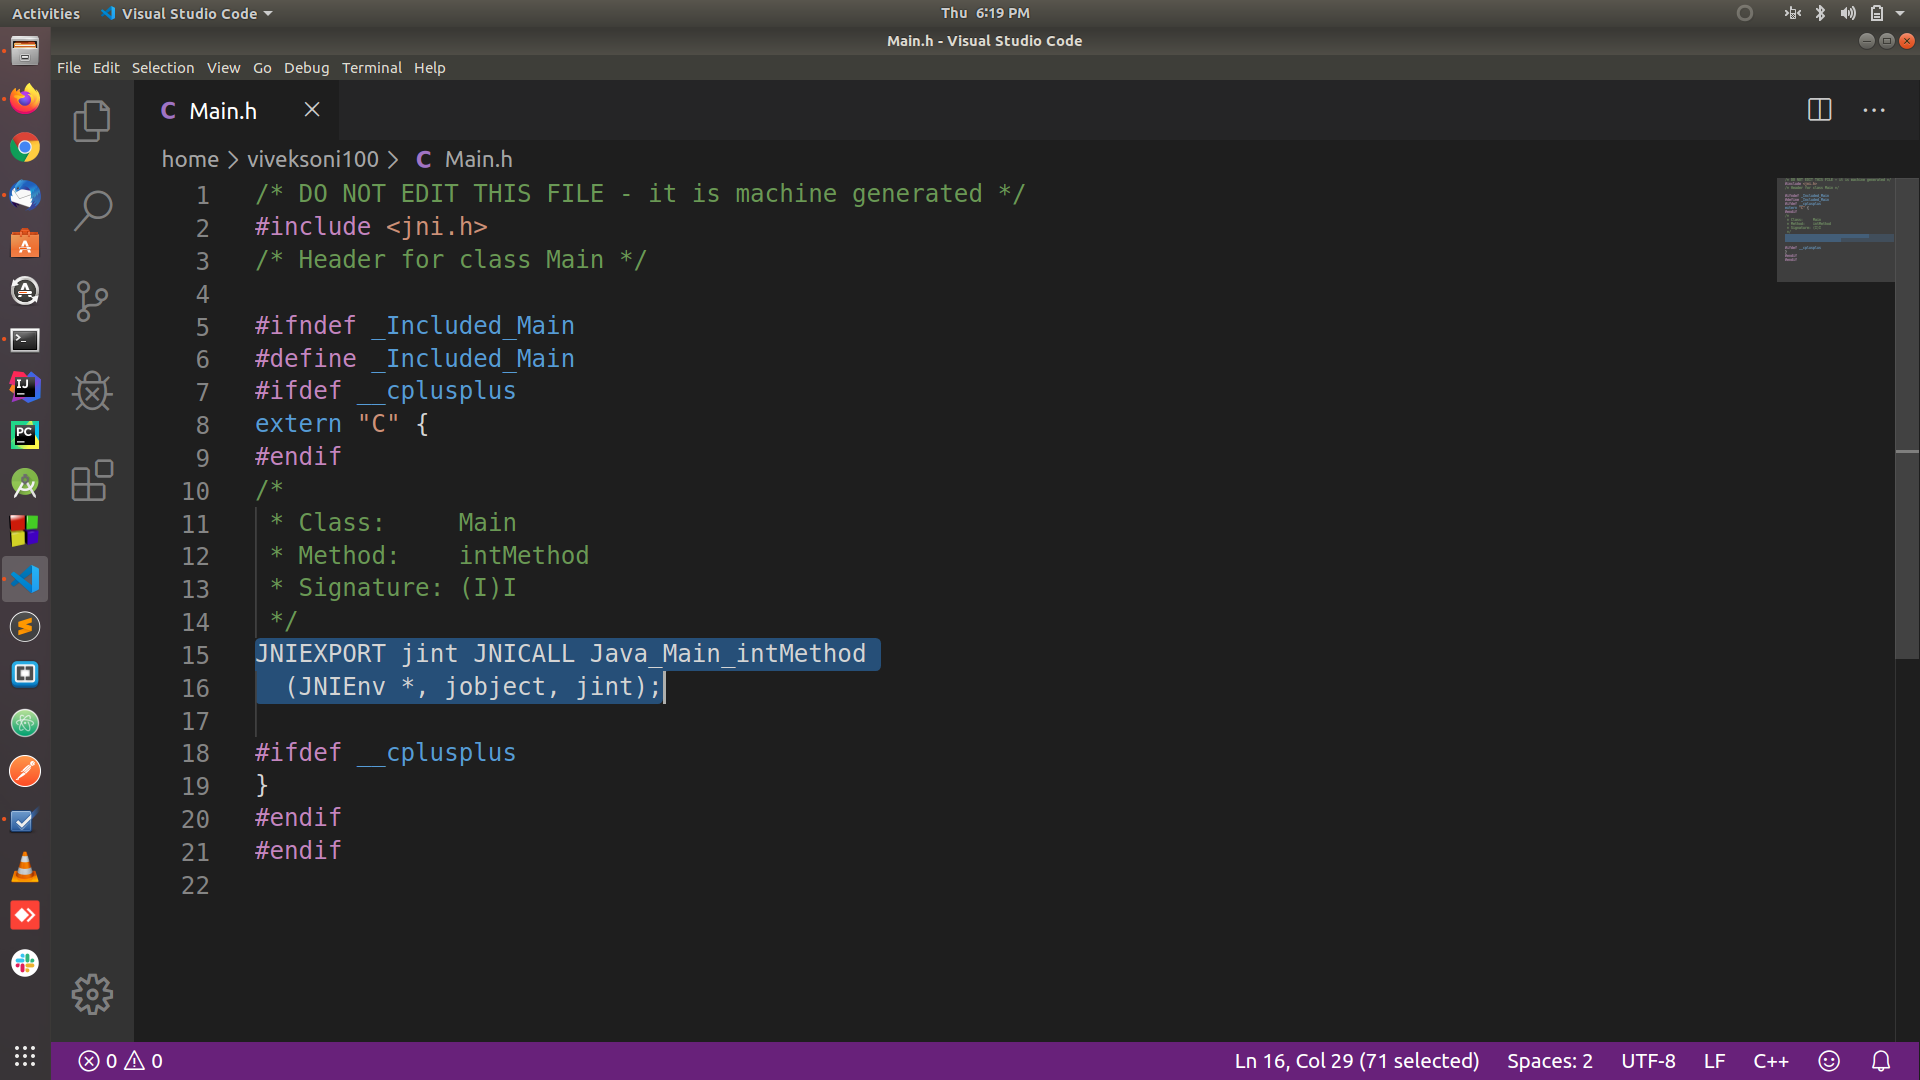 Activities Visual Studio Code Thu 6:19 PM
Main.h - Visual Studio Code
File Edit Selection View Go Debug Terminal Help
C Main.h
home > viveksoni100 > C Main.h
1 /* DO NOT EDIT THIS FILE - it is machine generated */
2 #include <jni.h>
3 /* Header for class Main */
4
5 #ifndef _Included_Main
6 #define _Included_Main
7 #ifdef __cplusplus
8 extern "C" {
9 #endif
10 /*
11  * Class:     Main
12  * Method:    intMethod
13  * Signature: (I)I
14  */
15 JNIEXPORT jint JNICALL Java_Main_intMethod
16   (JNIEnv *, jobject, jint);
17
18 #ifdef __cplusplus
19 }
20 #endif
21 #endif
22
0 0 Ln 16, Col 29 (71 selected) Spaces: 2 UTF-8 LF C++